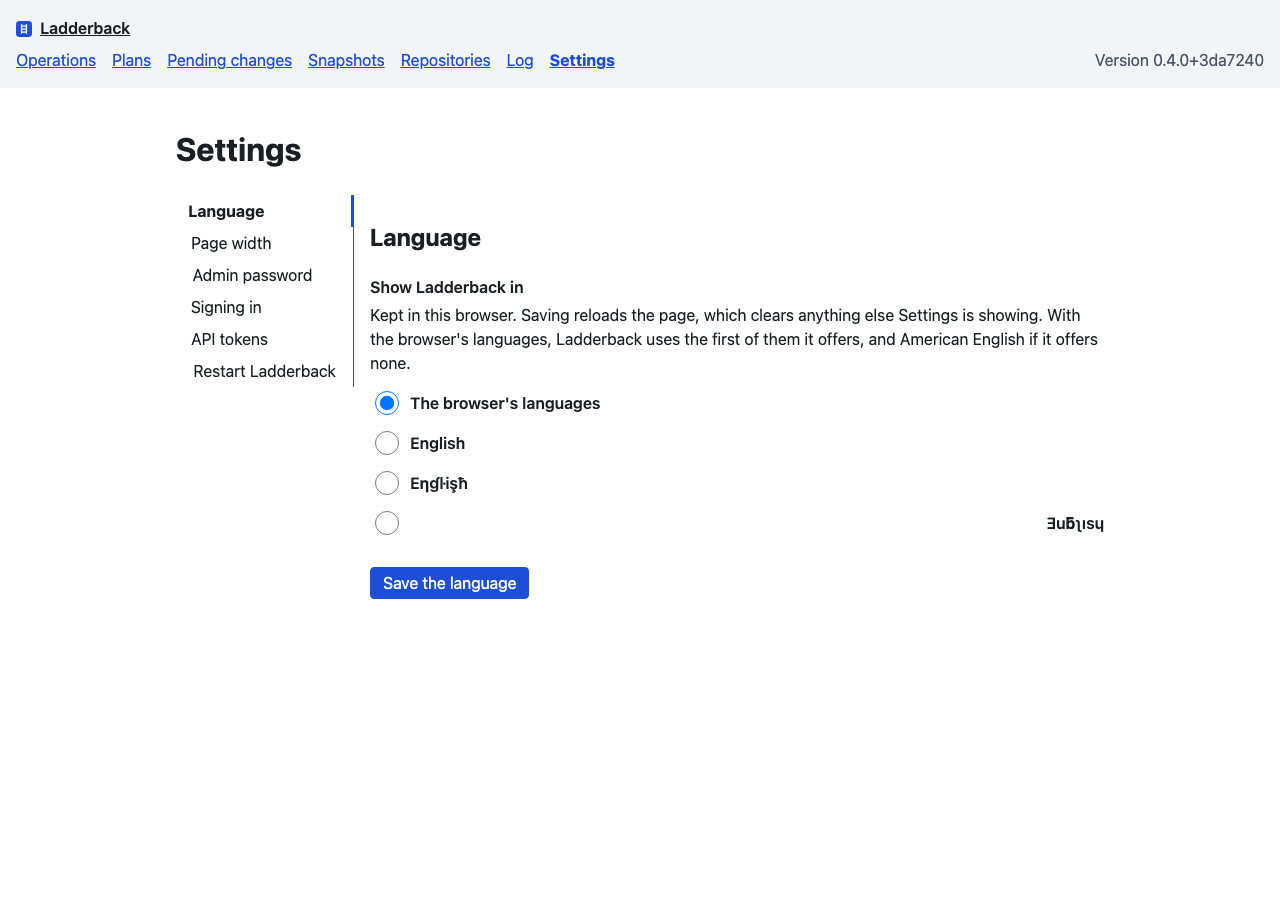 Ladderback
Operations Plans Pending changes Snapshots Repositories Log Settings Version 0.4.0+3da7240
Settings
Language
Page width
Admin password
Signing in
API tokens
Restart Ladderback
Language
Show Ladderback in
Kept in this browser. Saving reloads the page, which clears anything else Settings is showing. With
the browser's languages, Ladderback uses the first of them it offers, and American English if it offers
none.
The browser's languages
English
Eƞɠŀişħ
Ǝuƃʅısɥ
Save the language